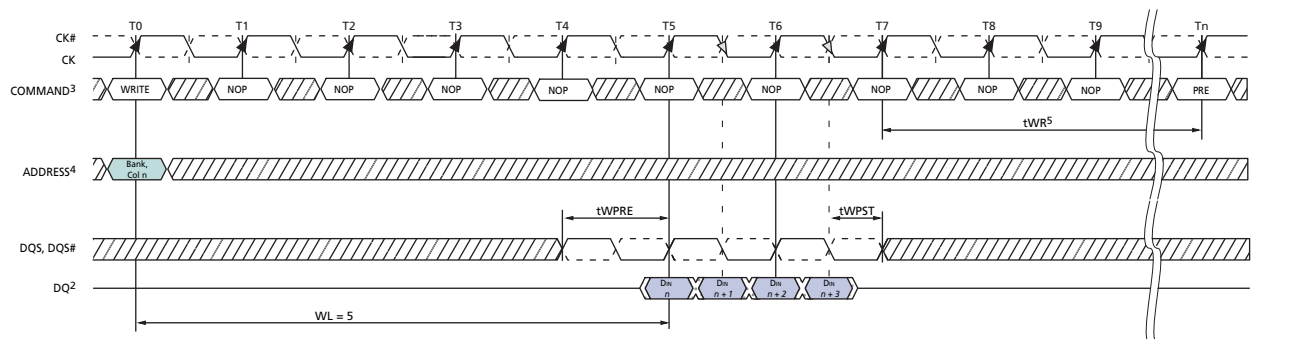 T0 T1 T2 T3 T4 T5 T6 T7 T8 T9 Tn
CK#
CK
COMMAND3 WRITE NOP NOP NOP NOP NOP NOP NOP NOP NOP PRE
tWR5
ADDRESS4 Bank,
Col n
tWPRE tWPST
DQS, DQS#
DQ2 DIN
n DIN
n + 1 DIN
n + 2 DIN
n + 3
WL = 5